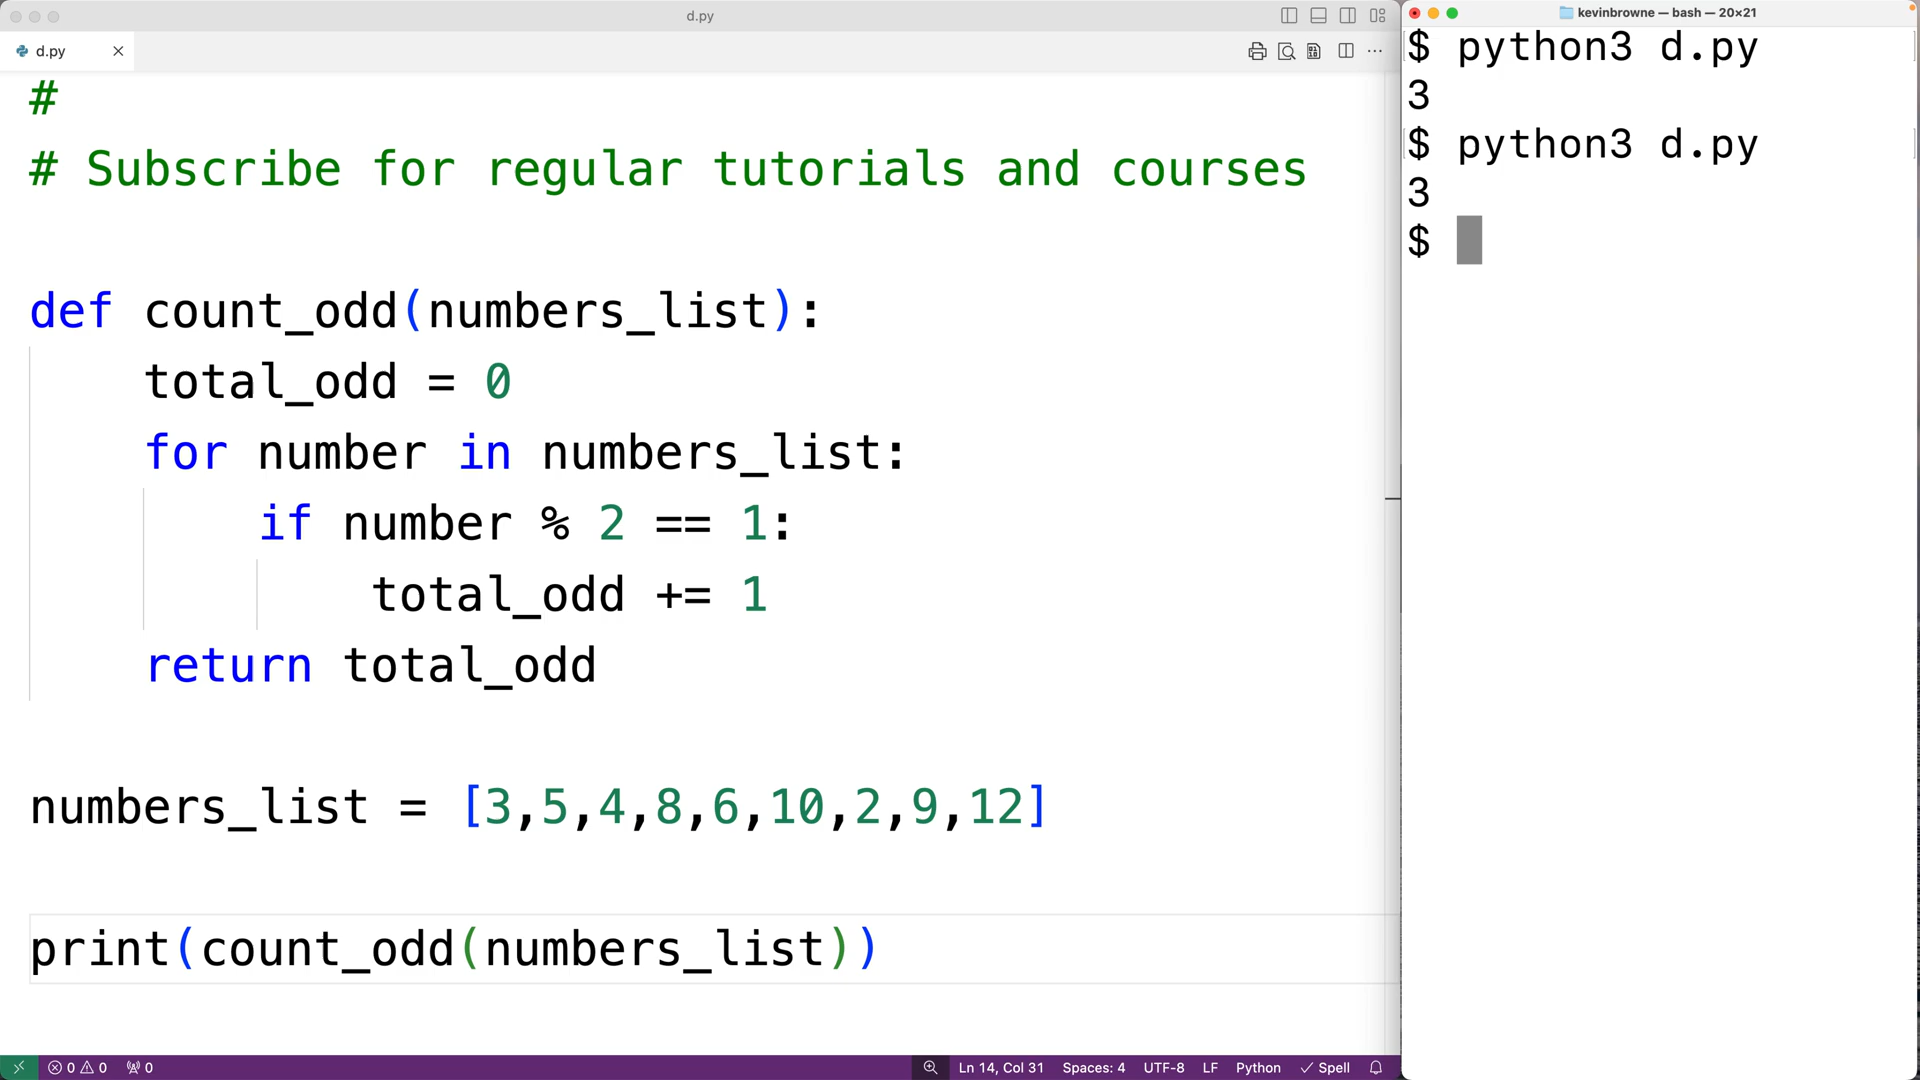 d.py
d.py
#
# Subscribe for regular tutorials and courses
def count_odd(numbers_list):
total_odd = 0
for number in numbers_list:
if number % 2 == 1:
total_odd += 1
return total_odd
numbers_list = [3,5,4,8,6,10,2,9,12]
print(count_odd(numbers_list))
0 0 0 Ln 14, Col 31 Spaces: 4 UTF-8 LF Python Spell
kevinbrowne — bash — 20×21
$ python3 d.py
3
$ python3 d.py
3
$